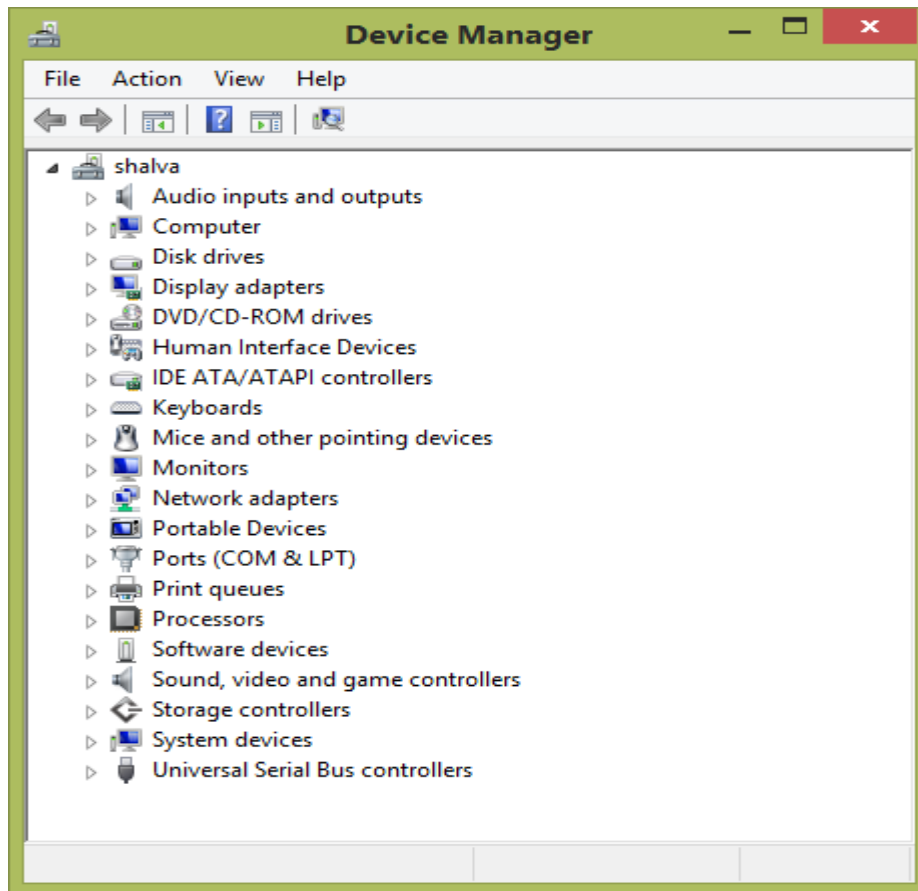 Device Manager
File Action View Help
shalva
Audio inputs and outputs
Computer
Disk drives
Display adapters
DVD/CD-ROM drives
Human Interface Devices
IDE ATA/ATAPI controllers
Keyboards
Mice and other pointing devices
Monitors
Network adapters
Portable Devices
Ports (COM & LPT)
Print queues
Processors
Software devices
Sound, video and game controllers
Storage controllers
System devices
Universal Serial Bus controllers